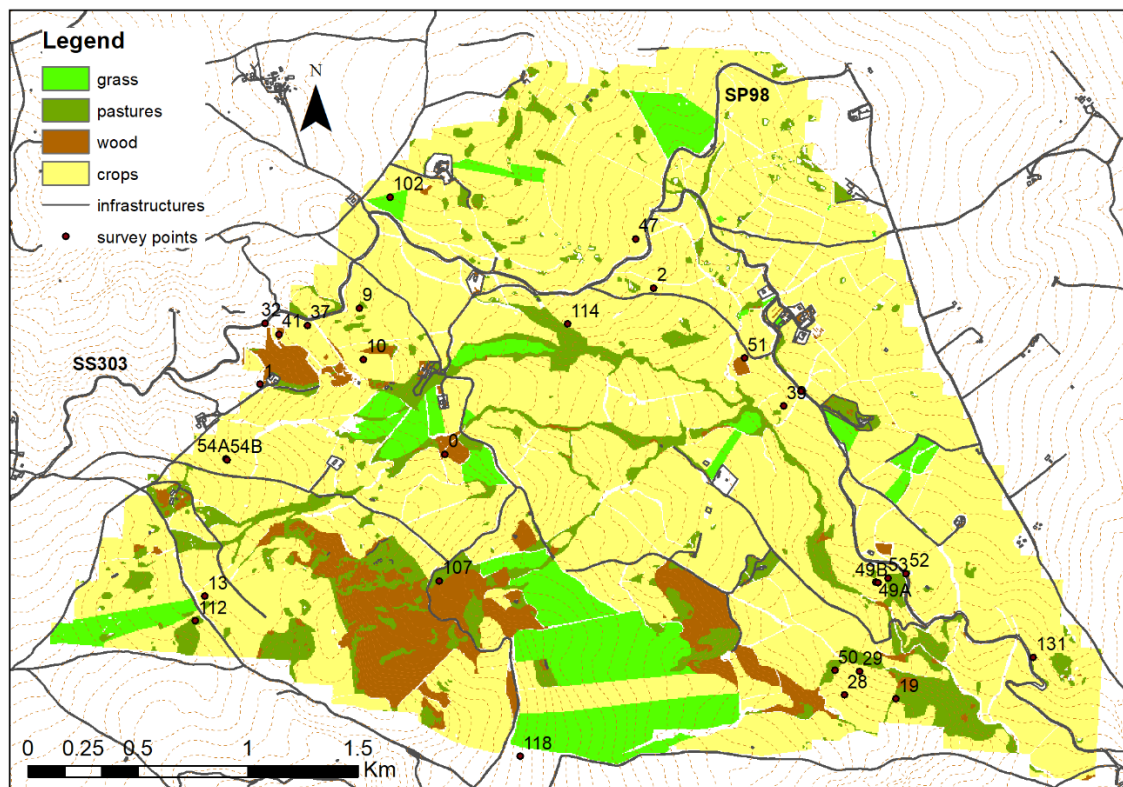 Legend
grass
pastures
wood
crops
infrastructures
survey points
N
SP98
102
47
2
9
114
32
37
41
10
51
SS303
1
39
0
54A
54B
52
53
49B
49A
107
13
112
131
50
29
28
19
118
0 0.25 0.5 1 1.5
Km